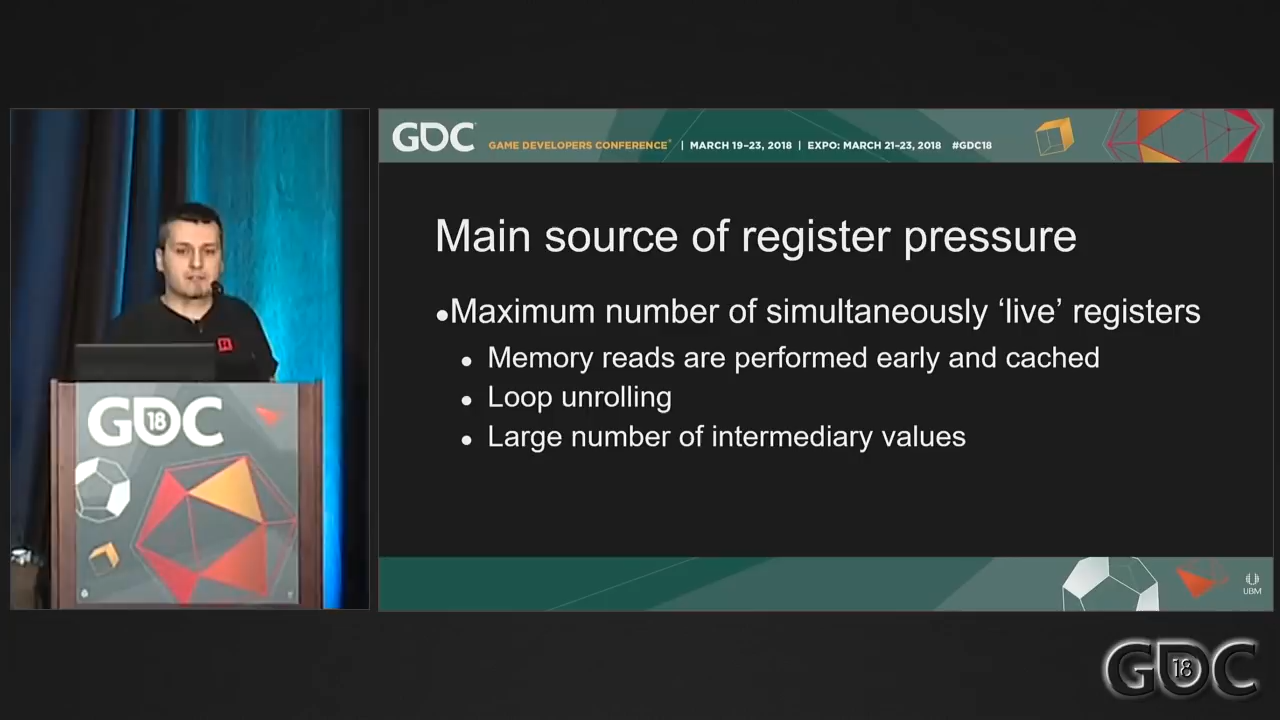 GDC GAME DEVELOPERS CONFERENCE® | MARCH 19–23, 2018 | EXPO: MARCH 21–23, 2018 #GDC18
Main source of register pressure
●Maximum number of simultaneously ‘live’ registers
● Memory reads are performed early and cached
● Loop unrolling
● Large number of intermediary values
GDC 18
UBM
GDC 18